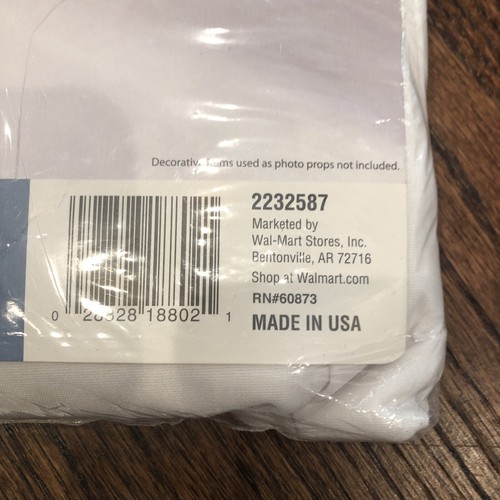 Decorative items used as photo props not included.
2232587
Marketed by
Wal-Mart Stores, Inc.
Bentonville, AR 72716
Shop at Walmart.com
RN#60873
MADE IN USA
0 28828 18802 1